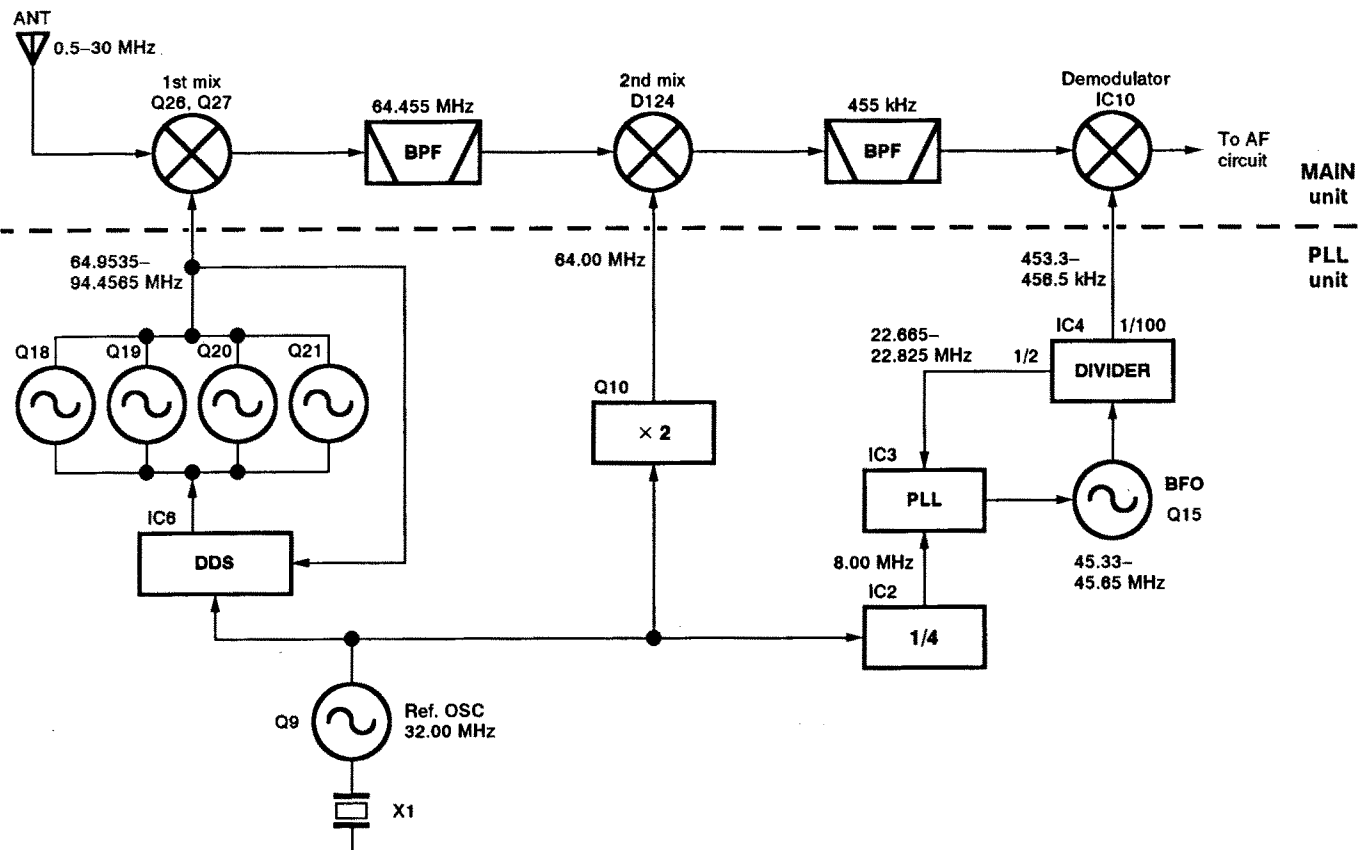 ANT
0.5–30 MHz
1st mix
Q26, Q27
64.455 MHz
BPF
2nd mix
D124
455 kHz
BPF
Demodulator
IC10
To AF
circuit
MAIN
unit
PLL
unit
64.9535–
94.4565 MHz
64.00 MHz
453.3–
456.5 kHz
Q18
Q19
Q20
Q21
22.665–
22.825 MHz
IC4
1/100
1/2
DIVIDER
Q10
× 2
IC3
PLL
BFO
Q15
IC6
DDS
8.00 MHz
45.33–
45.65 MHz
IC2
1/4
Q9
Ref. OSC
32.00 MHz
X1